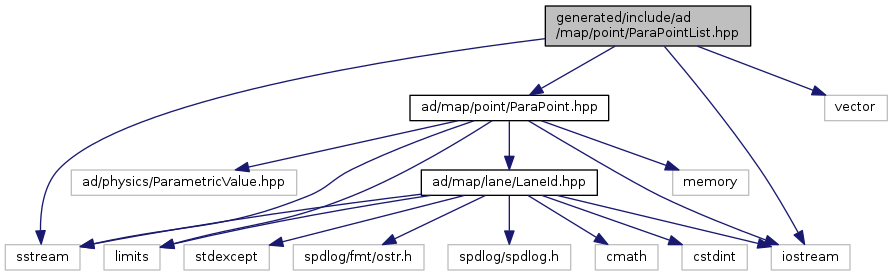 generated/include/ad
/map/point/ParaPointList.hpp
ad/map/point/ParaPoint.hpp
vector
ad/physics/ParametricValue.hpp
ad/map/lane/LaneId.hpp
memory
sstream
limits
stdexcept
spdlog/fmt/ostr.h
spdlog/spdlog.h
cmath
cstdint
iostream